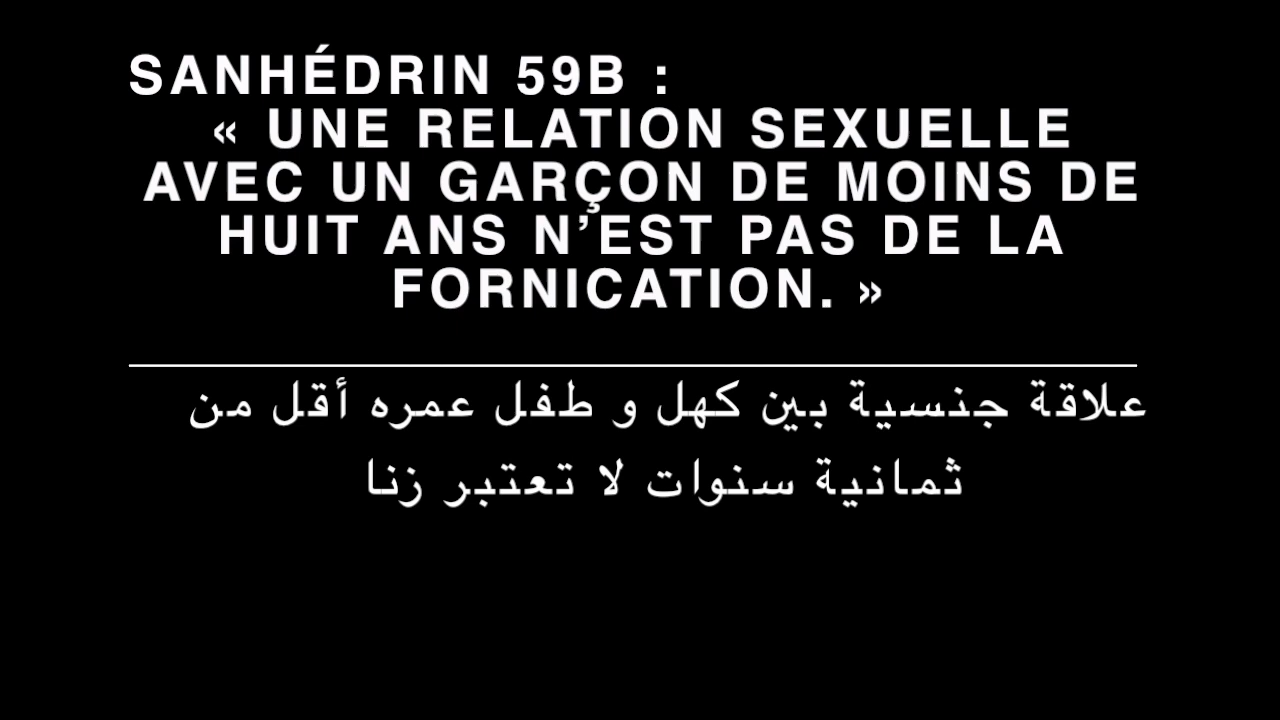 SANHÉDRIN 59B :
« UNE RELATION SEXUELLE
AVEC UN GARÇON DE MOINS DE
HUIT ANS N’EST PAS DE LA
FORNICATION. »
علاقة جنسية بين كهل و طفل عمره أقل من
ثمانية سنوات لا تعتبر زنا